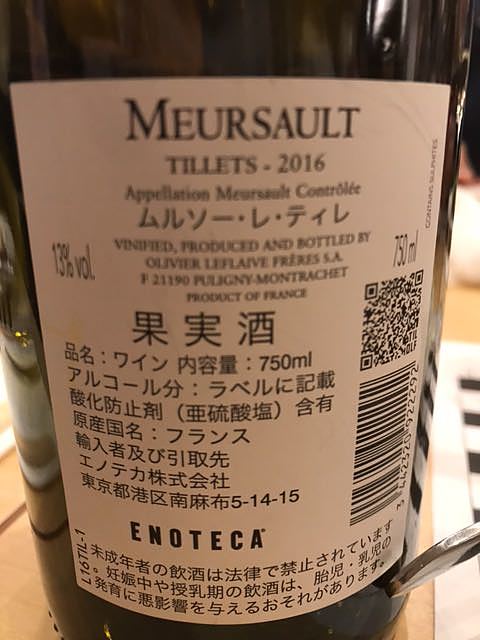 MEURSAULT
TILLETS - 2016
Appellation Meursault Contrôlée
ムルソー・レ・ティレ
VINIFIED, PRODUCED AND BOTTLED BY
OLIVIER LEFLAIVE FRÈRES S.A.
F 21190 PULIGNY-MONTRACHET
PRODUCT OF FRANCE
13% vol.
750 ml
CONTAINS SULPHITES
果実酒
品名：ワイン 内容量：750ml
アルコール分：ラベルに記載
酸化防止剤（亜硫酸塩）含有
原産国名：フランス
輸入者及び引取先
エノテカ株式会社
東京都港区南麻布5-14-15
ENOTECA
未成年者の飲酒は法律で禁止されています
。妊娠中や授乳期の飲酒は、胎児・乳児の
発育に悪影響を与えるおそれがあります。